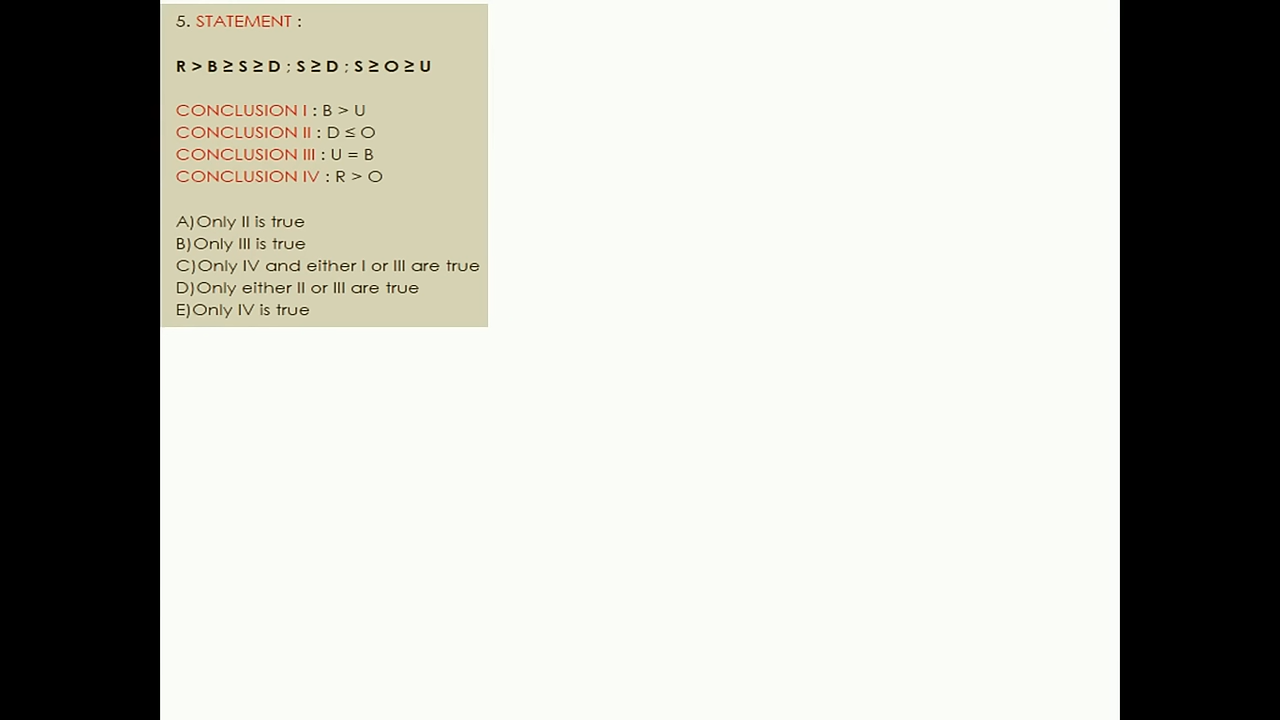 5. STATEMENT :
R > B ≥ S ≥ D ; S ≥ D ; S ≥ O ≥ U
CONCLUSION I : B > U
CONCLUSION II : D ≤ O
CONCLUSION III : U = B
CONCLUSION IV : R > O
A)Only II is true
B)Only III is true
C)Only IV and either I or III are true
D)Only either II or III are true
E)Only IV is true